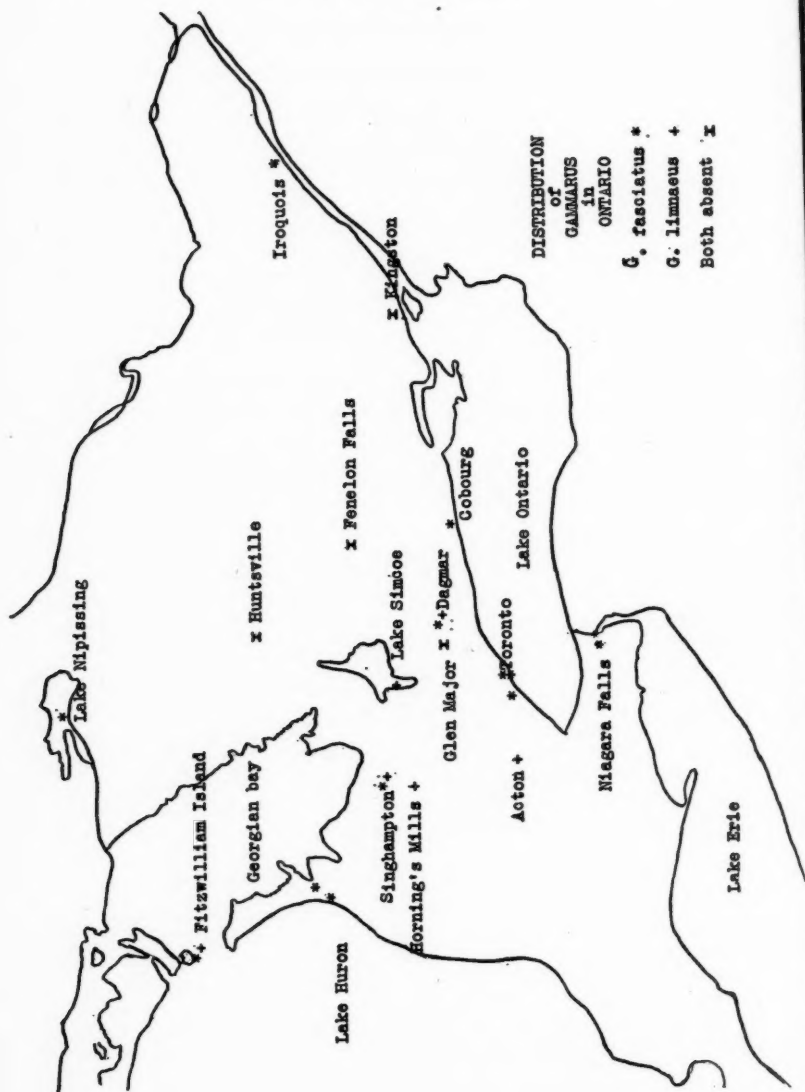 Lake Nipissing
*
*+ Fitzwilliam Island
Georgian bay
x Huntsville
Iroquois *
Lake Huron
*
*
x Fenelon Falls
x Kingston
Lake Simcoe
*
Singhampton*+
Horning's Mills +
Glen Major x *+Dagmar
* Cobourg
Acton +
*
*
*Toronto
Lake Ontario
Niagara Falls *
*
Lake Erie
DISTRIBUTION
of
GAMMARUS
in
ONTARIO
G. fasciatus *
G. limnaeus +
Both absent x